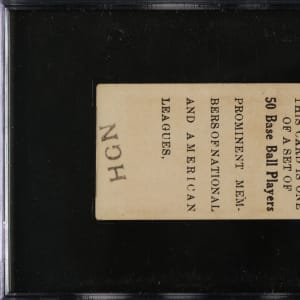 THIS CARD IS ONE
OF A SET OF
50 Base Ball Players
PROMINENT MEM-
BERS OF NATIONAL
AND AMERICAN
LEAGUES.
HGN